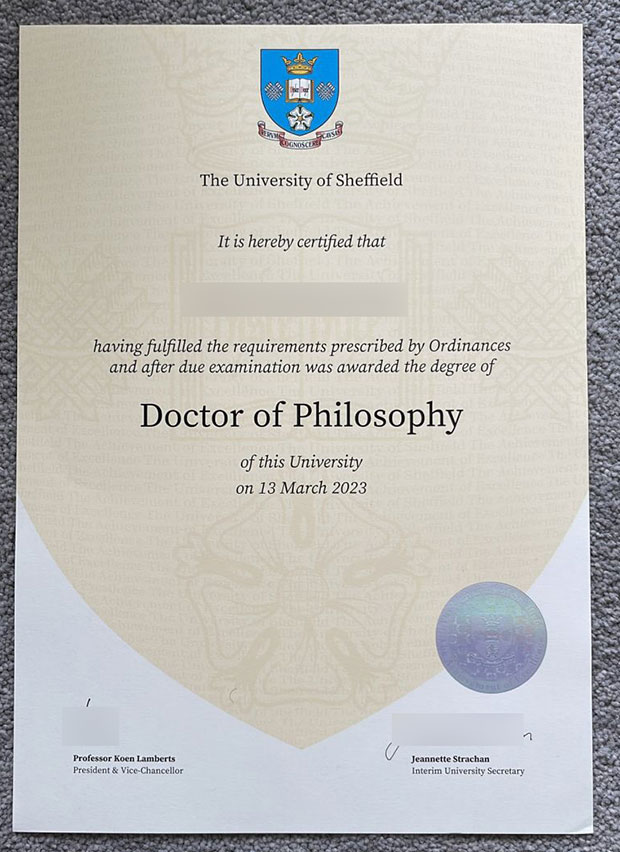 RERVM COGNOSCERE CAVSAS
The University of Sheffield
It is hereby certified that
having fulfilled the requirements prescribed by Ordinances
and after due examination was awarded the degree of
Doctor of Philosophy
of this University
on 13 March 2023
Professor Koen Lamberts
President & Vice-Chancellor
Jeannette Strachan
Interim University Secretary